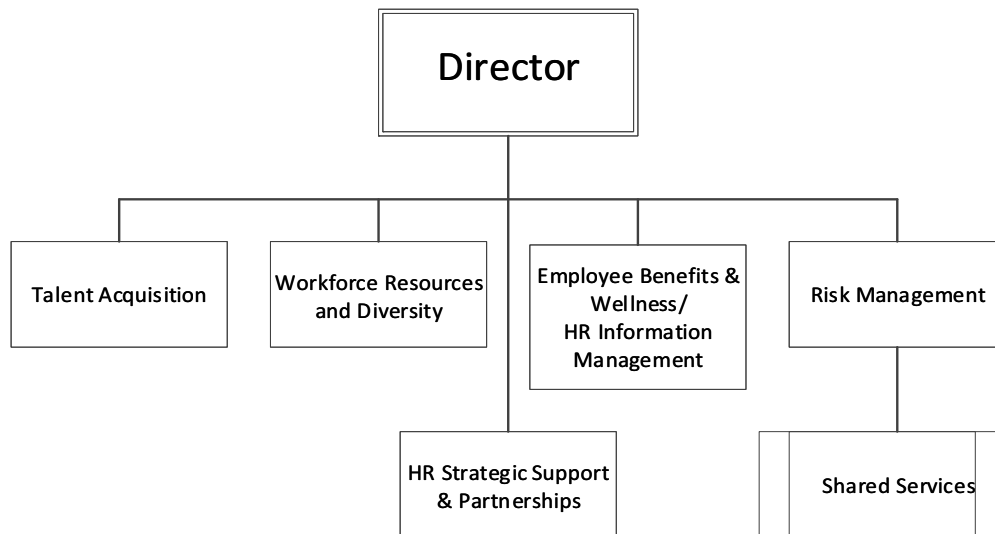 Director
Talent Acquisition
Workforce Resources
and Diversity
Employee Benefits &
Wellness/
HR Information
Management
Risk Management
HR Strategic Support
& Partnerships
Shared Services